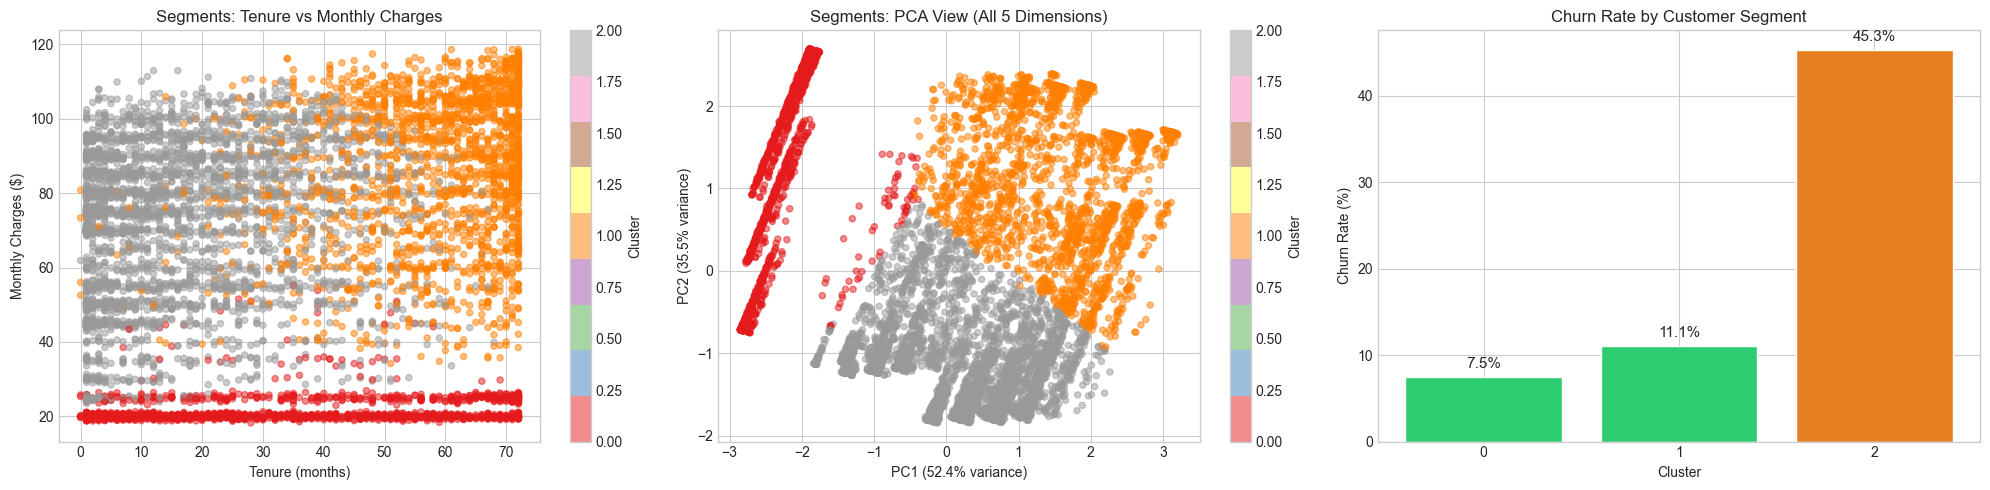 Segments: Tenure vs Monthly Charges
120
100
80
60
40
20
Monthly Charges ($)
0 10 20 30 40 50 60 70
Tenure (months)
2.00
1.75
1.50
1.25
1.00
0.75
0.50
0.25
0.00
Cluster
Segments: PCA View (All 5 Dimensions)
2
1
0
−1
−2
PC2 (35.5% variance)
−3 −2 −1 0 1 2 3
PC1 (52.4% variance)
2.00
1.75
1.50
1.25
1.00
0.75
0.50
0.25
0.00
Cluster
Churn Rate by Customer Segment
40
30
20
10
0
Churn Rate (%)
7.5%
11.1%
45.3%
0 1 2
Cluster